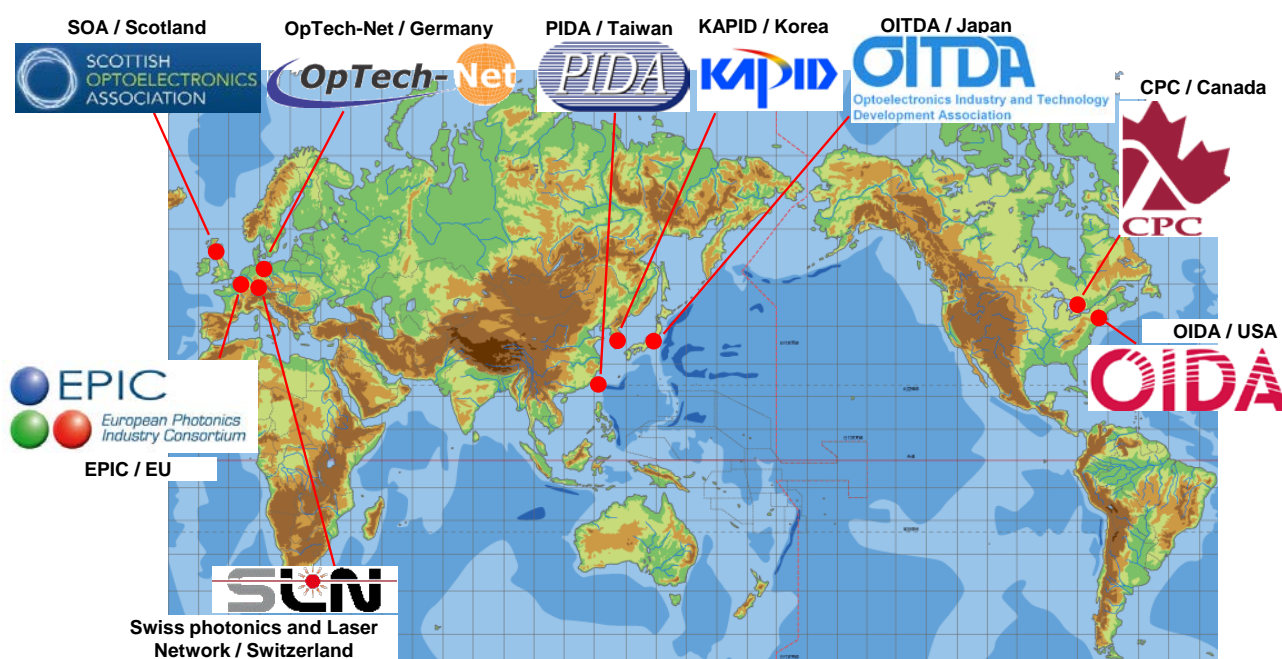 SOA / Scotland
OpTech-Net / Germany
PIDA / Taiwan
KAPID / Korea
OITDA / Japan
SCOTTISH
OPTOELECTRONICS
ASSOCIATION
OpTech-Net
PIDA
KAPID
OITDA
Optoelectronics Industry and Technology
Development Association
CPC / Canada
CPC
OIDA / USA
OIDA
EPIC
European Photonics
Industry Consortium
EPIC / EU
SLN
Swiss photonics and Laser
Network / Switzerland